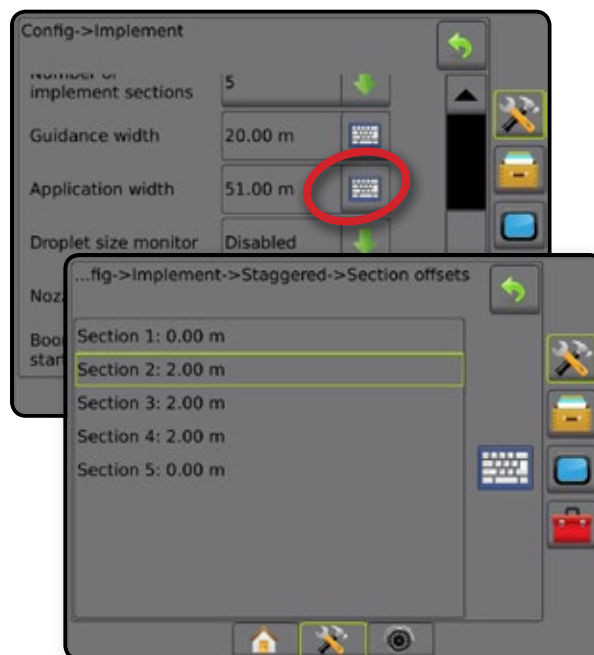 Config->Implement
Number of
implement sections 5
Guidance width 20.00 m
Application width 51.00 m
Droplet size monitor Disabled
...fig->Implement->Staggered->Section offsets
Section 1: 0.00 m
Section 2: 2.00 m
Section 3: 2.00 m
Section 4: 2.00 m
Section 5: 0.00 m